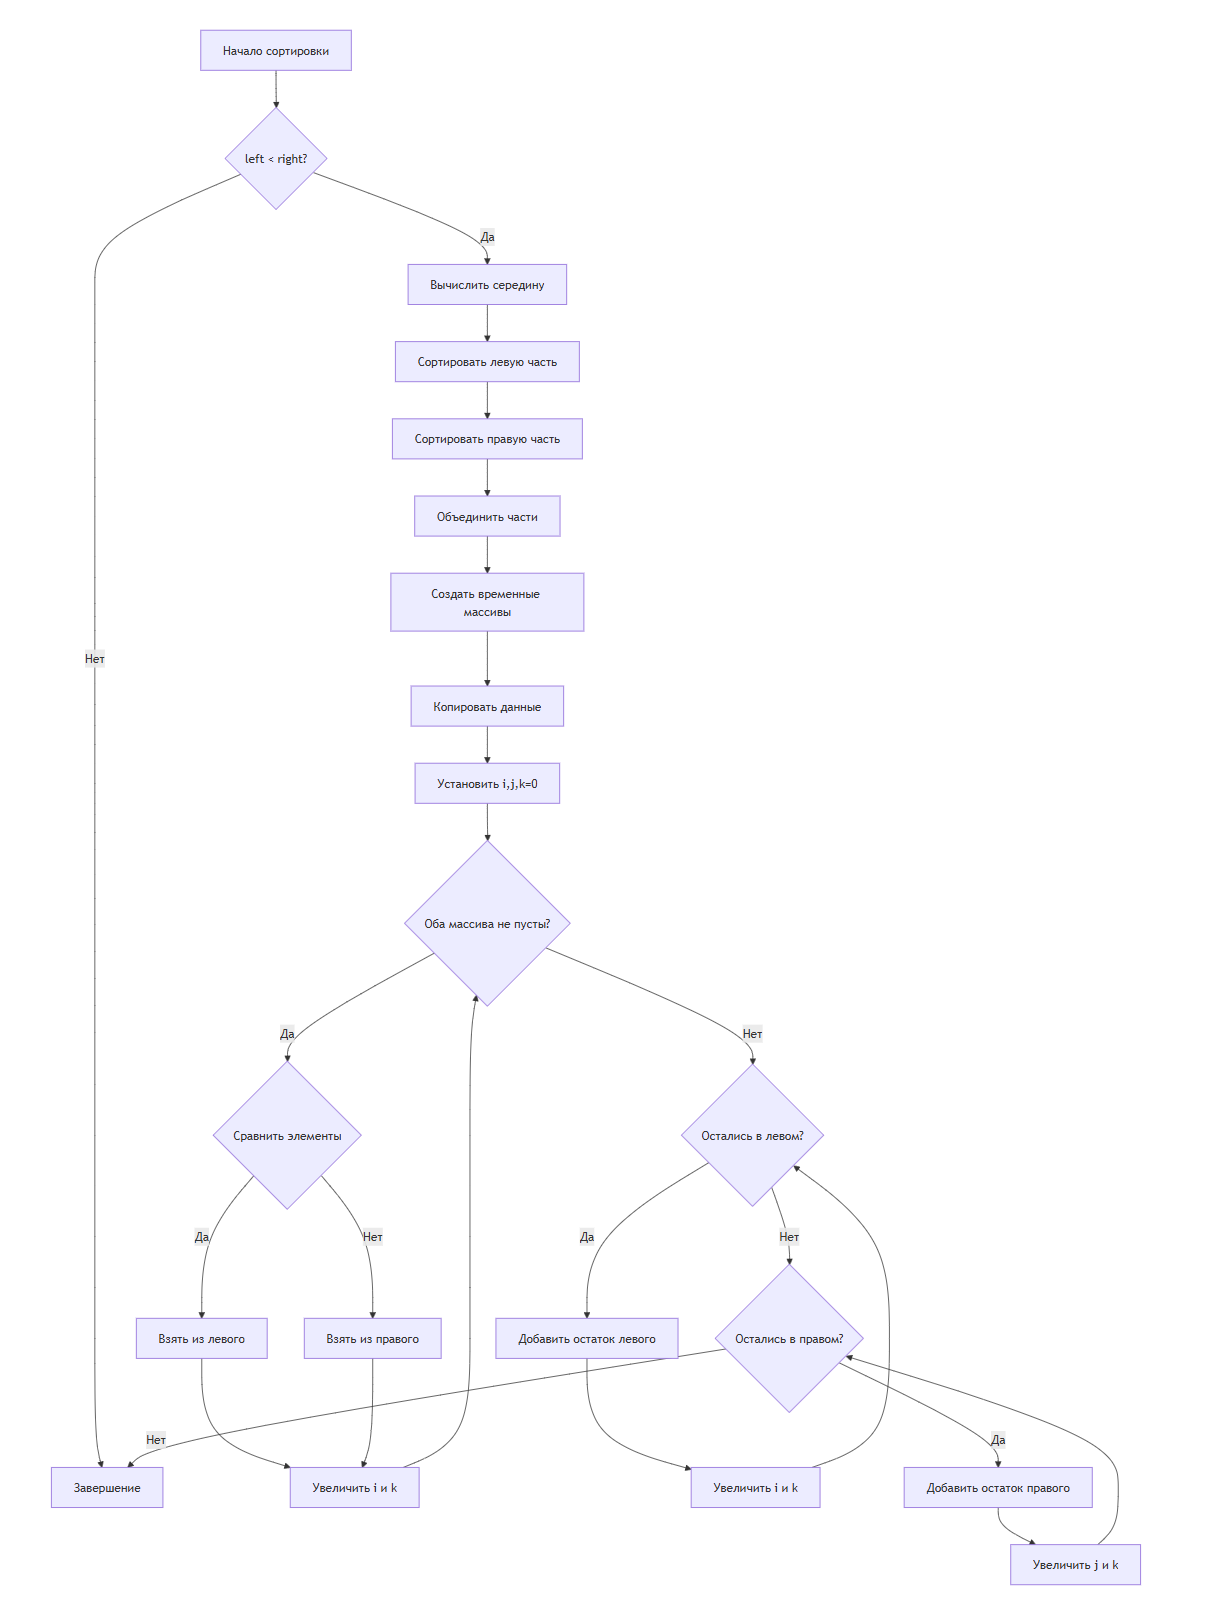 Начало сортировки
left < right?
Да
Вычислить середину
Сортировать левую часть
Сортировать правую часть
Объединить части
Создать временные
массивы
Нет
Копировать данные
Установить i,j,k=0
Оба массива не пусты?
Да
Нет
Сравнить элементы
Остались в левом?
Да
Нет
Да
Нет
Взять из левого
Взять из правого
Добавить остаток левого
Остались в правом?
Нет
Да
Завершение
Увеличить i и k
Увеличить i и k
Добавить остаток правого
Увеличить j и k